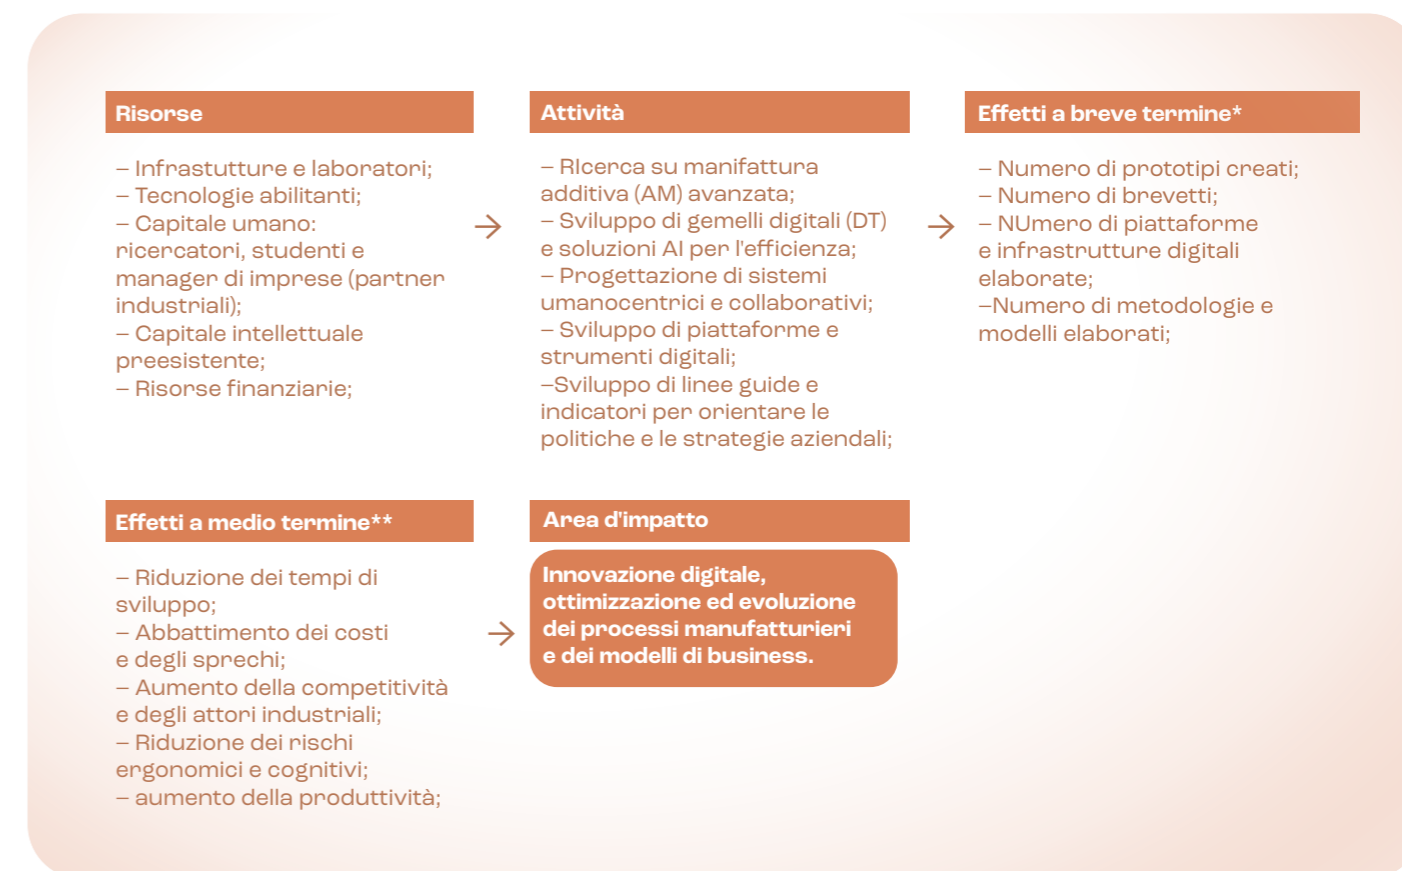 Risorse
– Infrastutture e laboratori;
– Tecnologie abilitanti;
– Capitale umano:
ricercatori, studenti e
manager di imprese (partner
industriali);
– Capitale intellettuale
preesistente;
– Risorse finanziarie;
→
Attività
– RIcerca su manifattura
additiva (AM) avanzata;
– Sviluppo di gemelli digitali (DT)
e soluzioni AI per l'efficienza;
– Progettazione di sistemi
umanocentrici e collaborativi;
– Sviluppo di piattaforme e
strumenti digitali;
–Sviluppo di linee guide e
indicatori per orientare le
politiche e le strategie aziendali;
→
Effetti a breve termine*
– Numero di prototipi creati;
– Numero di brevetti;
– NUmero di piattaforme
e infrastrutture digitali
elaborate;
–Numero di metodologie e
modelli elaborati;
Effetti a medio termine**
– Riduzione dei tempi di
sviluppo;
– Abbattimento dei costi
e degli sprechi;
– Aumento della competitività
e degli attori industriali;
– Riduzione dei rischi
ergonomici e cognitivi;
– aumento della produttività;
→
Area d'impatto
Innovazione digitale,
ottimizzazione ed evoluzione
dei processi manufatturieri
e dei modelli di business.